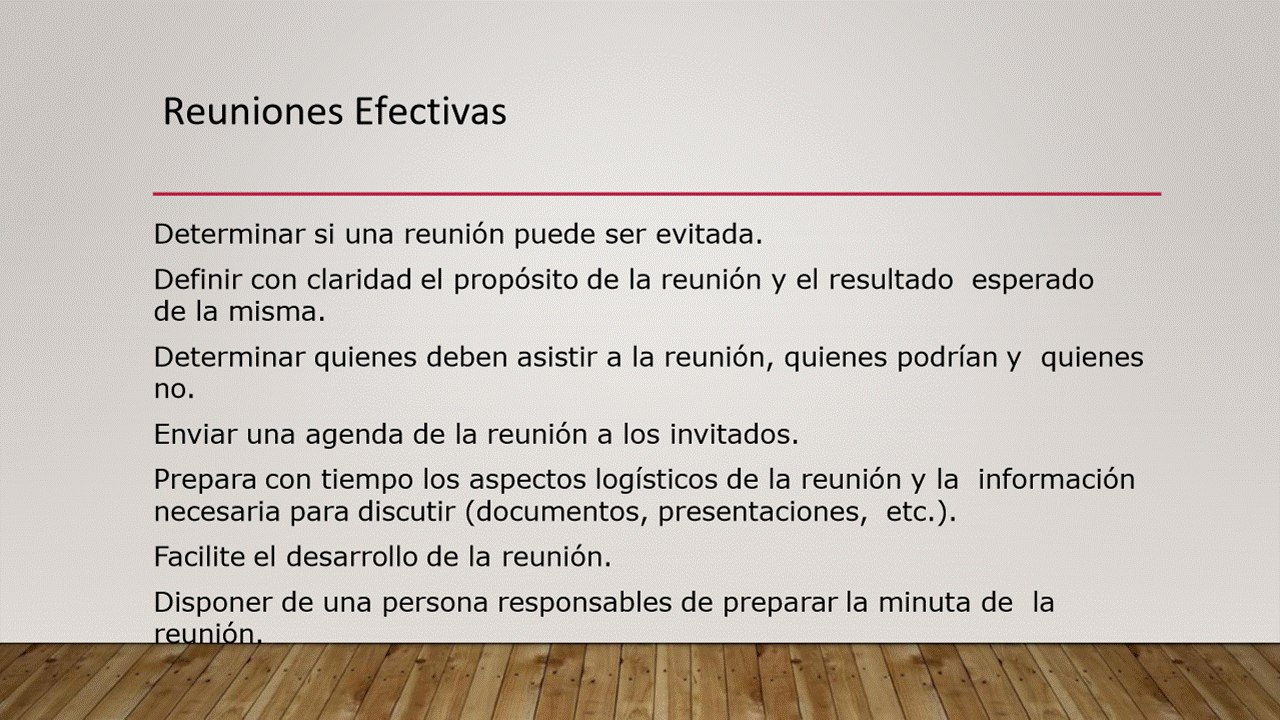 Reuniones Efectivas
Determinar si una reunión puede ser evitada.
Definir con claridad el propósito de la reunión y el resultado  esperado
de la misma.
Determinar quienes deben asistir a la reunión, quienes podrían y  quienes
no.
Enviar una agenda de la reunión a los invitados.
Prepara con tiempo los aspectos logísticos de la reunión y la  información
necesaria para discutir (documentos, presentaciones,  etc.).
Facilite el desarrollo de la reunión.
Disponer de una persona responsables de preparar la minuta de  la
reunión.